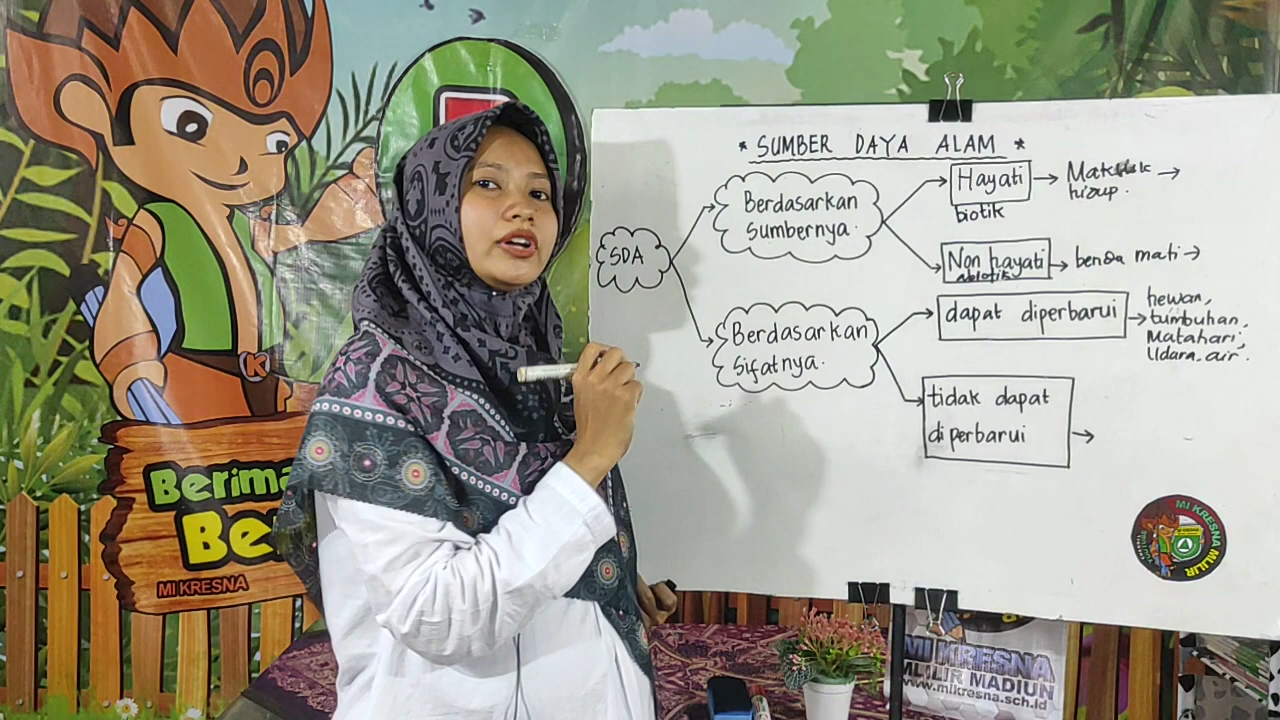 * SUMBER DAYA ALAM *
SDA
Berdasarkan
Sumbernya.
Hayati
biotik
Makhluk
hidup.
Non hayati
abiotik
benda mati
Berdasarkan
Sifatnya.
dapat diperbarui
hewan,
tumbuhan,
Matahari,
Udara, air.
tidak dapat
diperbarui
Berima
Be
MI KRESNA
K
MI KRESNA MLILIR
MI KRESNA
MLILIR MADIUN
www.mikresna.sch.id